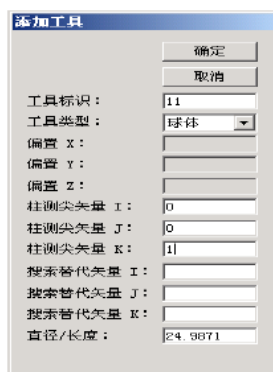 添加工具
确定
取消
工具标识： 11
工具类型： 球体
偏置 X：
偏置 Y：
偏置 Z：
柱测尖矢量 I： 0
柱测尖矢量 J： 0
柱测尖矢量 K： 1
搜索替代矢量 I：
搜索替代矢量 J：
搜索替代矢量 K：
直径/长度： 24.9871